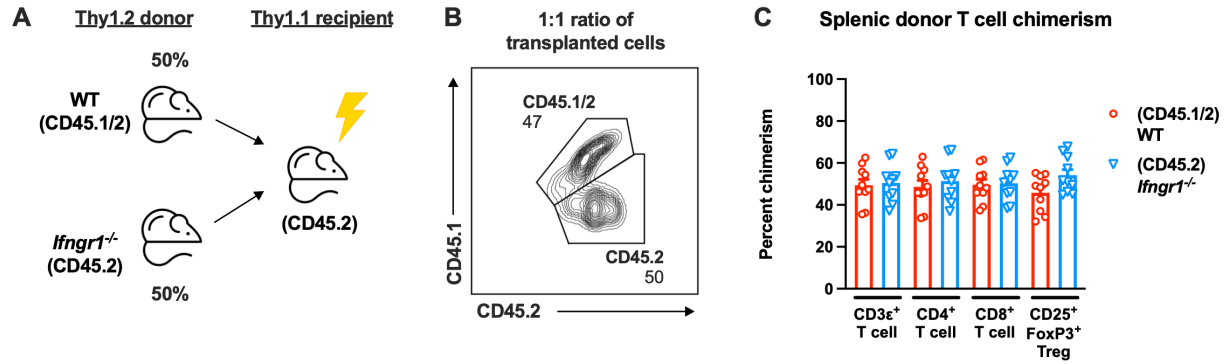 A
Thy1.2 donor
Thy1.1 recipient
50%
WT
(CD45.1/2)
(CD45.2)
Ifngr1-/-
(CD45.2)
50%
B
1:1 ratio of
transplanted cells
CD45.1/2
47
CD45.2
50
CD45.1
CD45.2
C
Splenic donor T cell chimerism
Percent chimerism
100
80
60
40
20
0
CD3ε+
T cell
CD4+
T cell
CD8+
T cell
CD25+
FoxP3+
Treg
(CD45.1/2)
WT
(CD45.2)
Ifngr1-/-